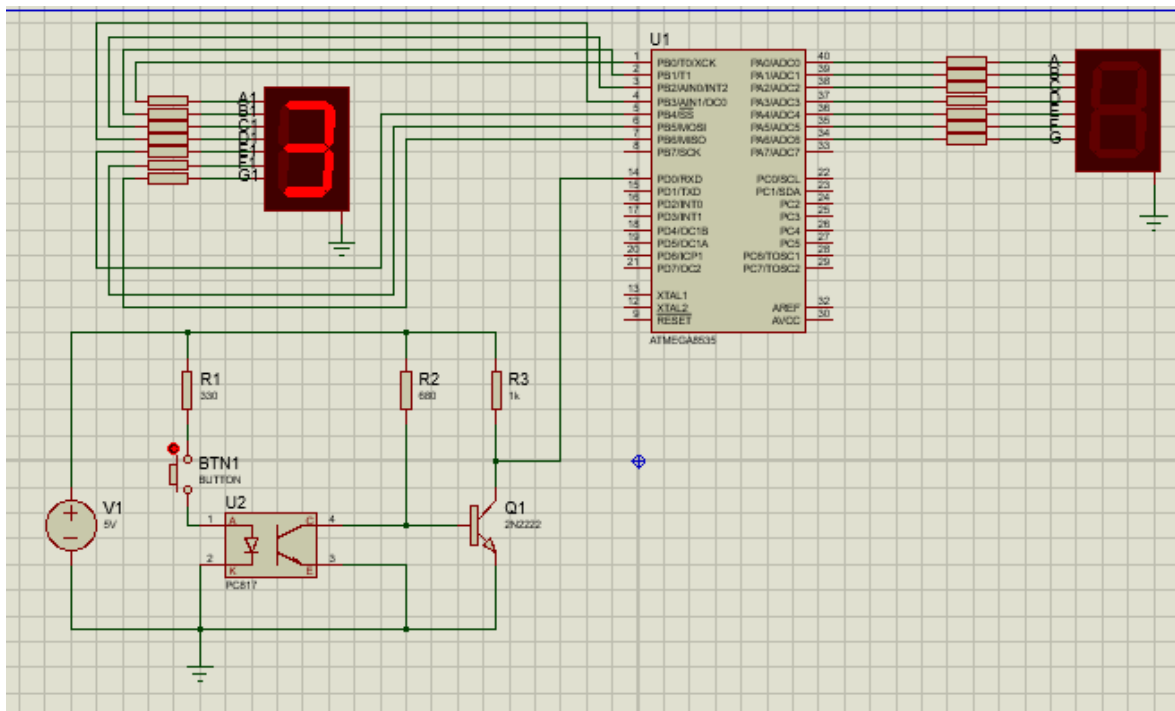 U1
1 PB0/T0/XCK PA0/ADC0 40
2 PB1/T1 PA1/ADC1 39
3 PB2/AIN0/INT2 PA2/ADC2 38
4 PB3/AIN1/OC0 PA3/ADC3 37
5 PB4/SS PA4/ADC4 36
6 PB5/MOSI PA5/ADC5 35
7 PB6/MISO PA6/ADC6 34
8 PB7/SCK PA7/ADC7 33
14 PD0/RXD PC0/SCL 22
15 PD1/TXD PC1/SDA 23
16 PD2/INT0 PC2 24
17 PD3/INT1 PC3 25
18 PD4/OC1B PC4 26
19 PD5/OC1A PC5 27
20 PD6/ICP1 PC6/TOSC1 28
21 PD7/OC2 PC7/TOSC2 29
13 XTAL1
12 XTAL2 AREF 32
9 RESET AVCC 30
ATMEGA8535
A
D
G
A1
B1
G1
3
R1
330
R2
680
R3
1k
BTN1
BUTTON
V1
5V
U2
1 A C 4
2 K E 3
PC817
Q1
2N2222